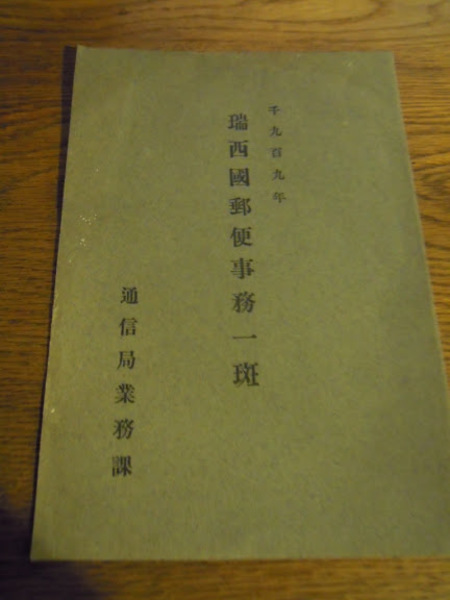 千九百九年
瑞西國郵便事務一斑
通信局業務課